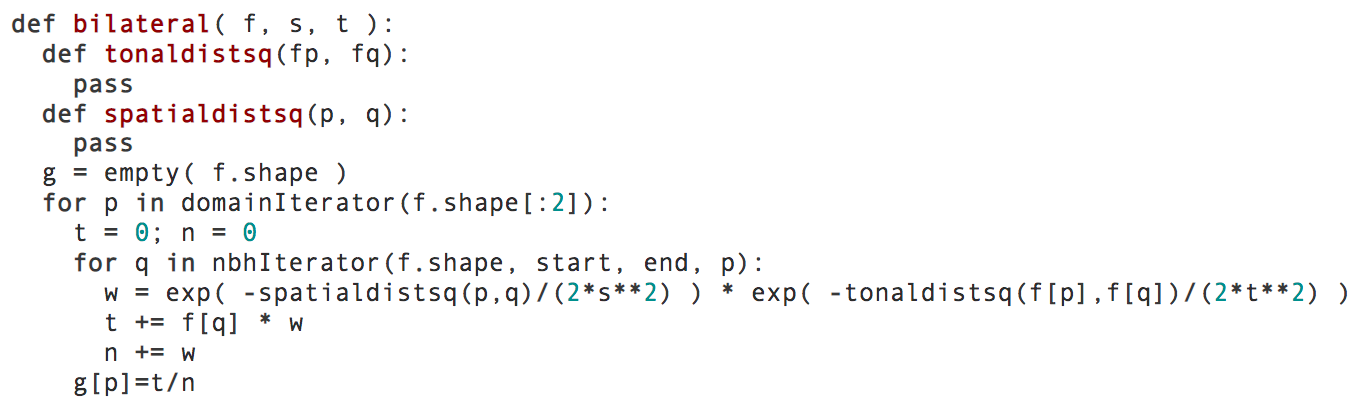 def bilateral( f, s, t ):
  def tonaldistsq(fp, fq):
    pass
  def spatialdistsq(p, q):
    pass
  g = empty( f.shape )
  for p in domainIterator(f.shape[:2]):
    t = 0; n = 0
    for q in nbhIterator(f.shape, start, end, p):
      w = exp( -spatialdistsq(p,q)/(2*s**2) ) * exp( -tonaldistsq(f[p],f[q])/(2*t**2) )
      t += f[q] * w
      n += w
    g[p]=t/n